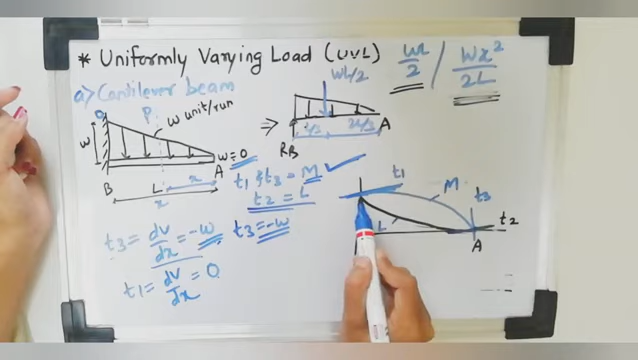 * Uniformly Varying Load (UVL) WL/2 / Wx²/2L
a) Cantilever beam
WL/2
P
w unit/run
w
w=0
B
L
x
A
x
⇒
L/3
2L/3
A
RB
t₁ & t₃ = M ✓
t₂ = L
t₃ = dV/dx = -w
t₃ = -w
t₁ = dV/dx = 0
t₁
M
t₃
L
t₂
A